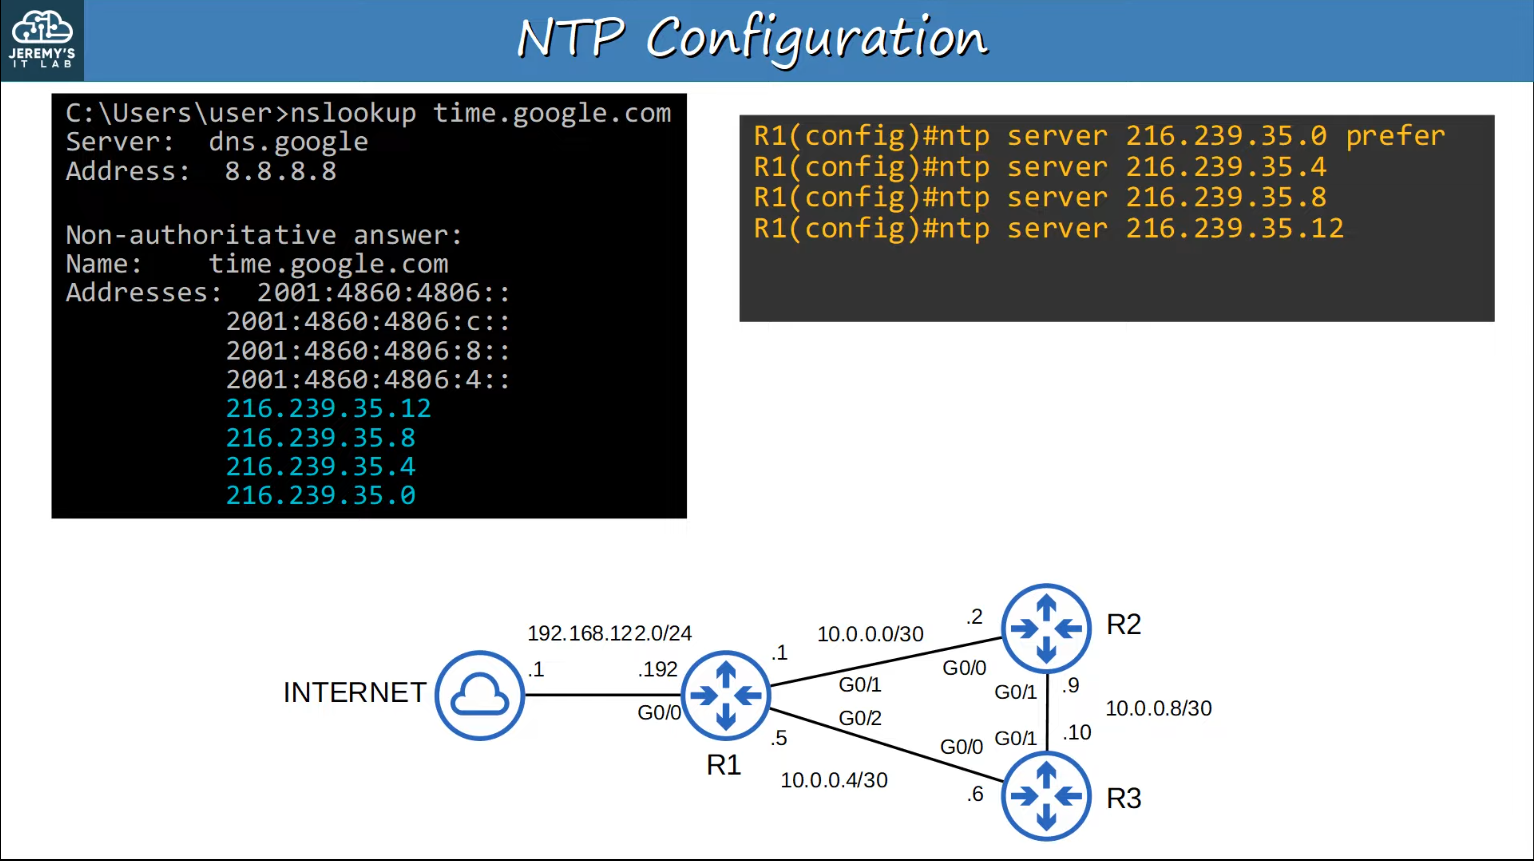 JEREMY'S
IT LAB
NTP Configuration
C:\Users\user>nslookup time.google.com
Server:  dns.google
Address:  8.8.8.8
Non-authoritative answer:
Name:    time.google.com
Addresses:  2001:4860:4806::
2001:4860:4806:c::
2001:4860:4806:8::
2001:4860:4806:4::
216.239.35.12
216.239.35.8
216.239.35.4
216.239.35.0
R1(config)#ntp server 216.239.35.0 prefer
R1(config)#ntp server 216.239.35.4
R1(config)#ntp server 216.239.35.8
R1(config)#ntp server 216.239.35.12
INTERNET
192.168.122.0/24
.1
.192
G0/0
R1
.1
10.0.0.0/30
.2
G0/1
G0/0
R2
G0/2
.5
10.0.0.4/30
G0/0
.6
G0/1
.9
10.0.0.8/30
G0/1
.10
R3